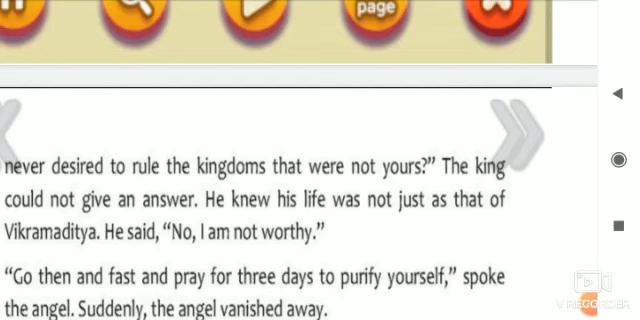 page
never desired to rule the kingdoms that were not yours?” The king
could not give an answer. He knew his life was not just as that of
Vikramaditya. He said, “No, I am not worthy.”
“Go then and fast and pray for three days to purify yourself,” spoke
the angel. Suddenly, the angel vanished away.
V RECORDER